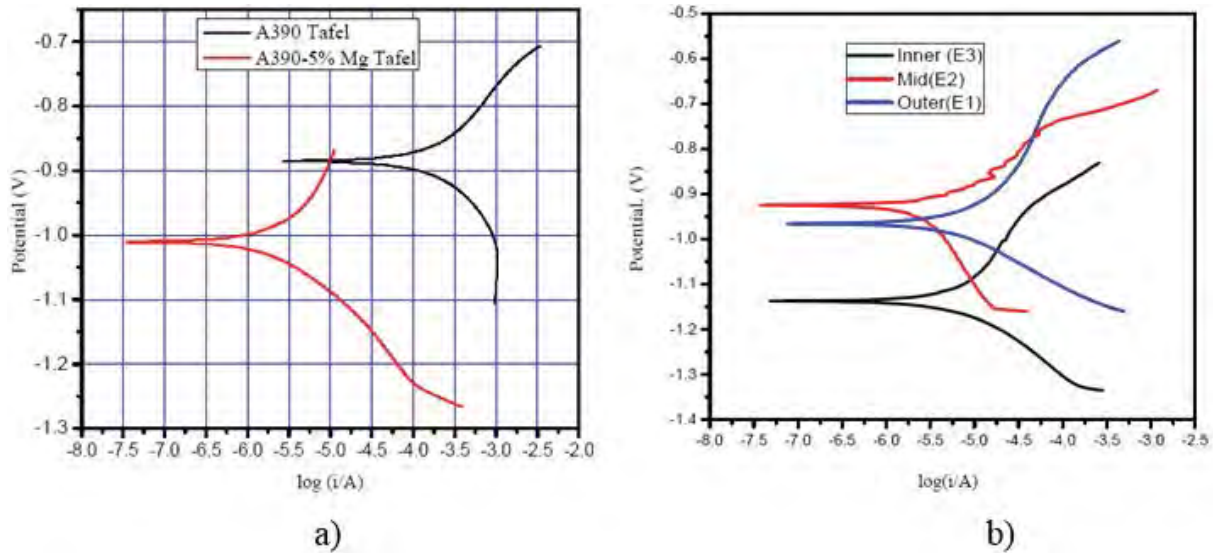 A390 Tafel
A390-5% Mg Tafel
-0.7
-0.8
-0.9
-1.0
-1.1
-1.2
-1.3
Potential (V)
-8.0 -7.5 -7.0 -6.5 -6.0 -5.5 -5.0 -4.5 -4.0 -3.5 -3.0 -2.5 -2.0
log (i/A)
a)
Inner (E3)
Mid(E2)
Outer(E1)
-0.5
-0.6
-0.7
-0.8
-0.9
-1.0
-1.1
-1.2
-1.3
-1.4
Potential, (V)
-8.0 -7.5 -7.0 -6.5 -6.0 -5.5 -5.0 -4.5 -4.0 -3.5 -3.0 -2.5
log(i/A)
b)